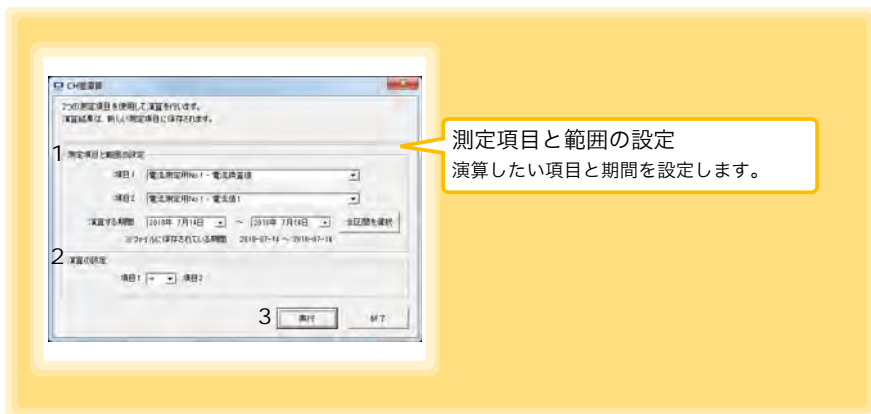 CH間演算
2つの測定項目を使用して演算を行います。
演算結果は、新しい測定項目に保存されます。
1 測定項目と範囲の設定
項目1 電流測定用No1 - 電流換算値
項目2 電流測定用No1 - 電流値1
演算する期間 2018年 7月14日 ~ 2018年 7月14日 全区間を選択
※ファイルに保存されている期間 2018-07-14 ~ 2018-07-14
2 演算の設定
項目1 項目2
3 実行 終了
測定項目と範囲の設定
演算したい項目と期間を設定します。